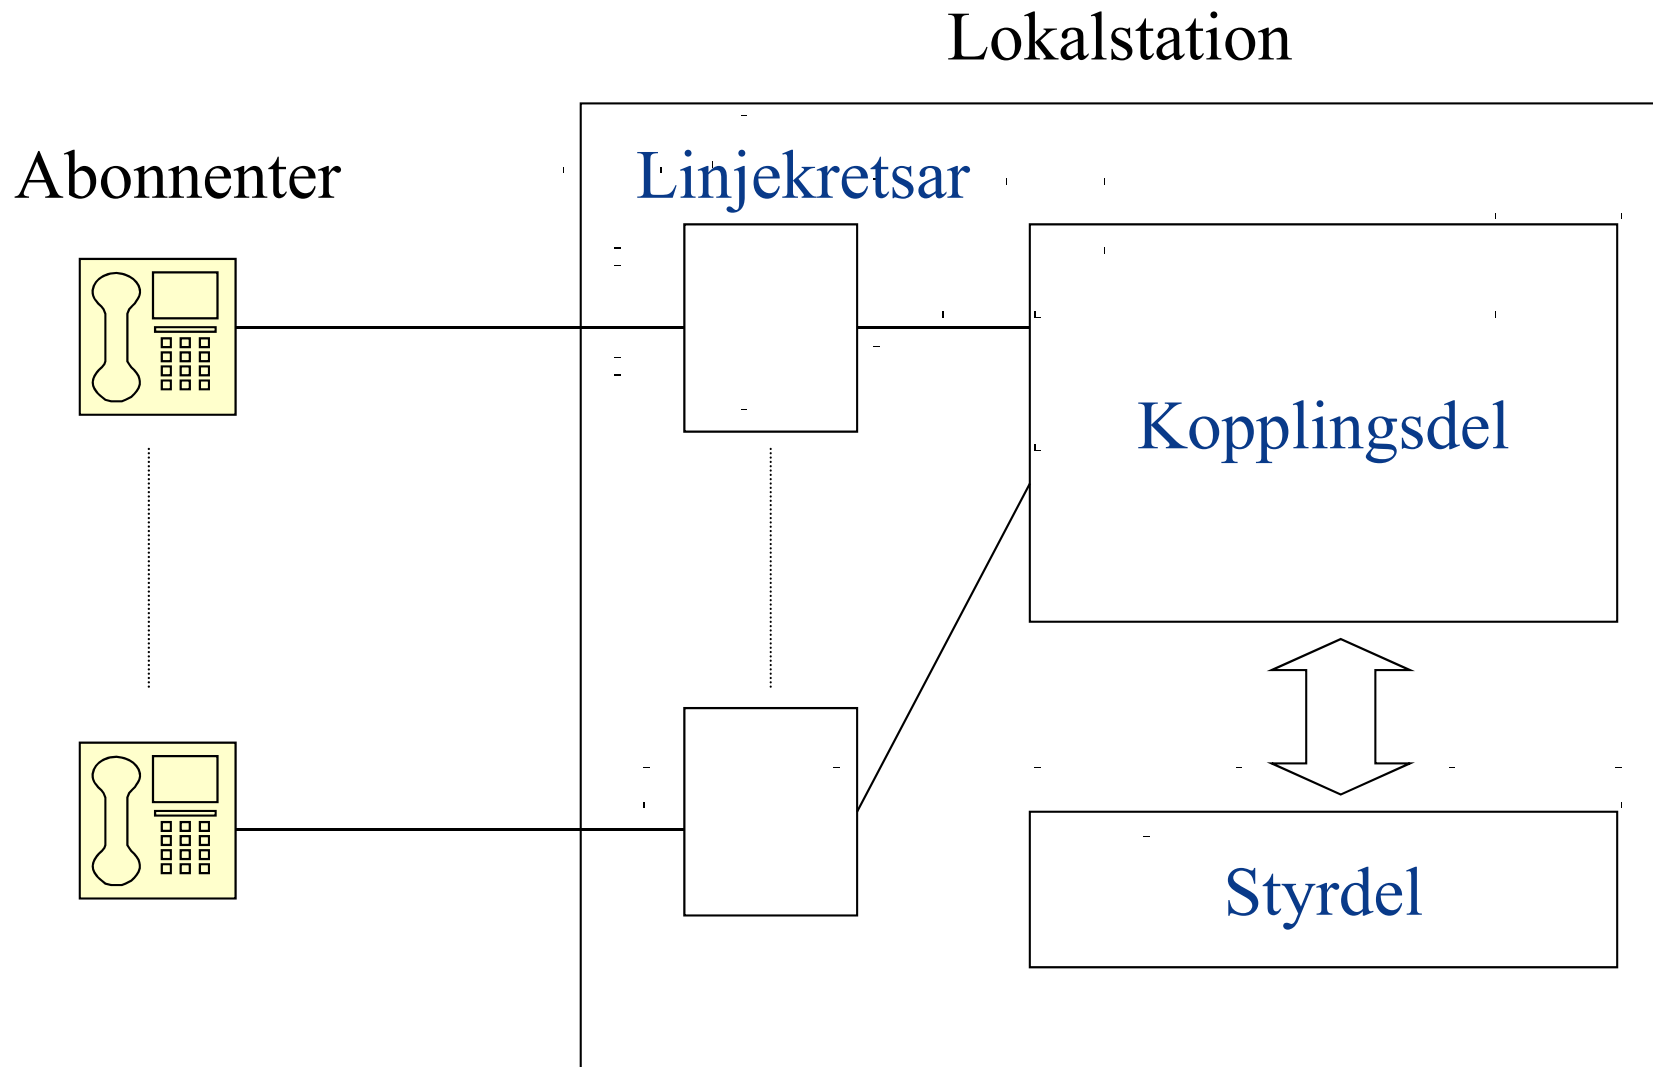 Lokalstation
Abonnenter
Linjekretsar
Kopplingsdel
Styrdel